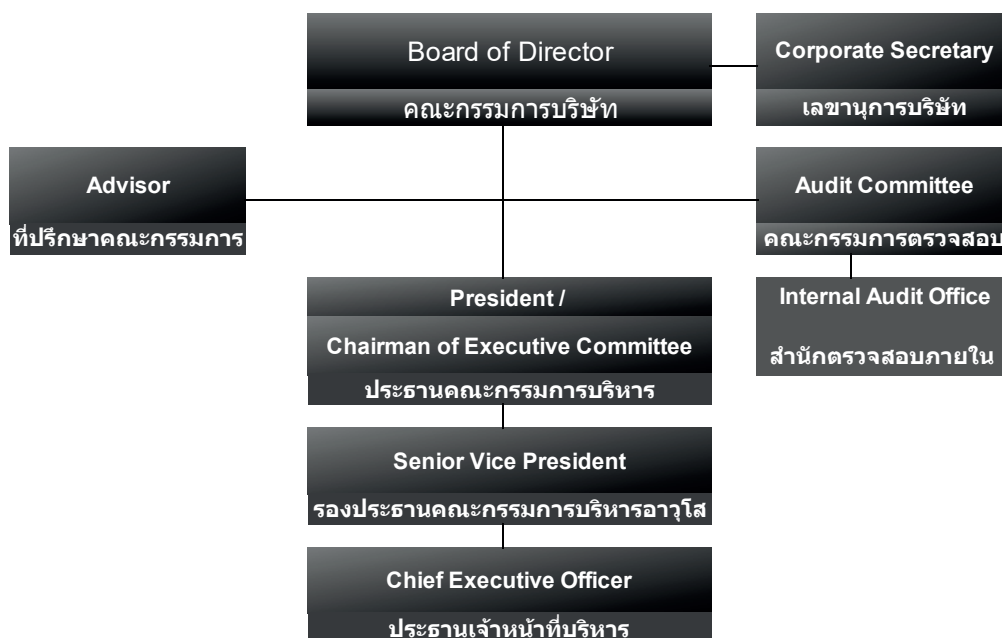 Board of Director
คณะกรรมการบริษัท
Corporate Secretary
เลขานุการบริษัท
Advisor
ที่ปรึกษาคณะกรรมการ
Audit Committee
คณะกรรมการตรวจสอบ
Internal Audit Office
สำนักตรวจสอบภายใน
President /
Chairman of Executive Committee
ประธานคณะกรรมการบริหาร
Senior Vice President
รองประธานคณะกรรมการบริหารอาวุโส
Chief Executive Officer
ประธานเจ้าหน้าที่บริหาร